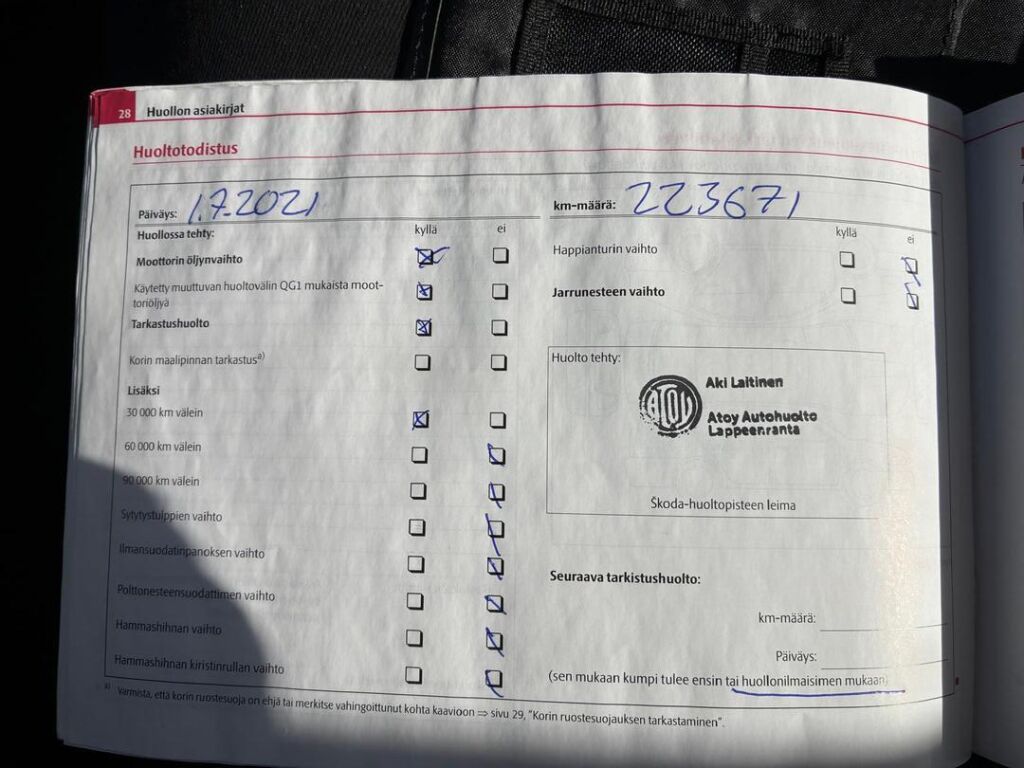 28 Huollon asiakirjat
Huoltotodistus
Päiväys: 1.7.2021
Huollossa tehty: kyllä ei
Moottorin öljynvaihto
Käytetty muuttuvan huoltovälin QG1 mukaista moot-
toriöljyä
Tarkastushuolto
Korin maalipinnan tarkastus a)
Lisäksi
30 000 km välein
60 000 km välein
90 000 km välein
Sytytystulppien vaihto
Ilmansuodatinpanoksen vaihto
Polttonesteensuodattimen vaihto
Hammashihnan vaihto
Hammashihnan kiristinrullan vaihto
km-määrä: 223671
kyllä ei
Happianturin vaihto
Jarrunesteen vaihto
Huolto tehty:
ATOY
Aki Laitinen
Atoy Autohuolto
Lappeenranta
Škoda-huoltopisteen leima
Seuraava tarkistushuolto:
km-määrä:
Päiväys:
(sen mukaan kumpi tulee ensin tai huollonilmaisimen mukaan)
a) Varmista, että korin ruostesuoja on ehjä tai merkitse vahingoittunut kohta kaavioon ⇒ sivu 29, "Korin ruostesuojauksen tarkastaminen".